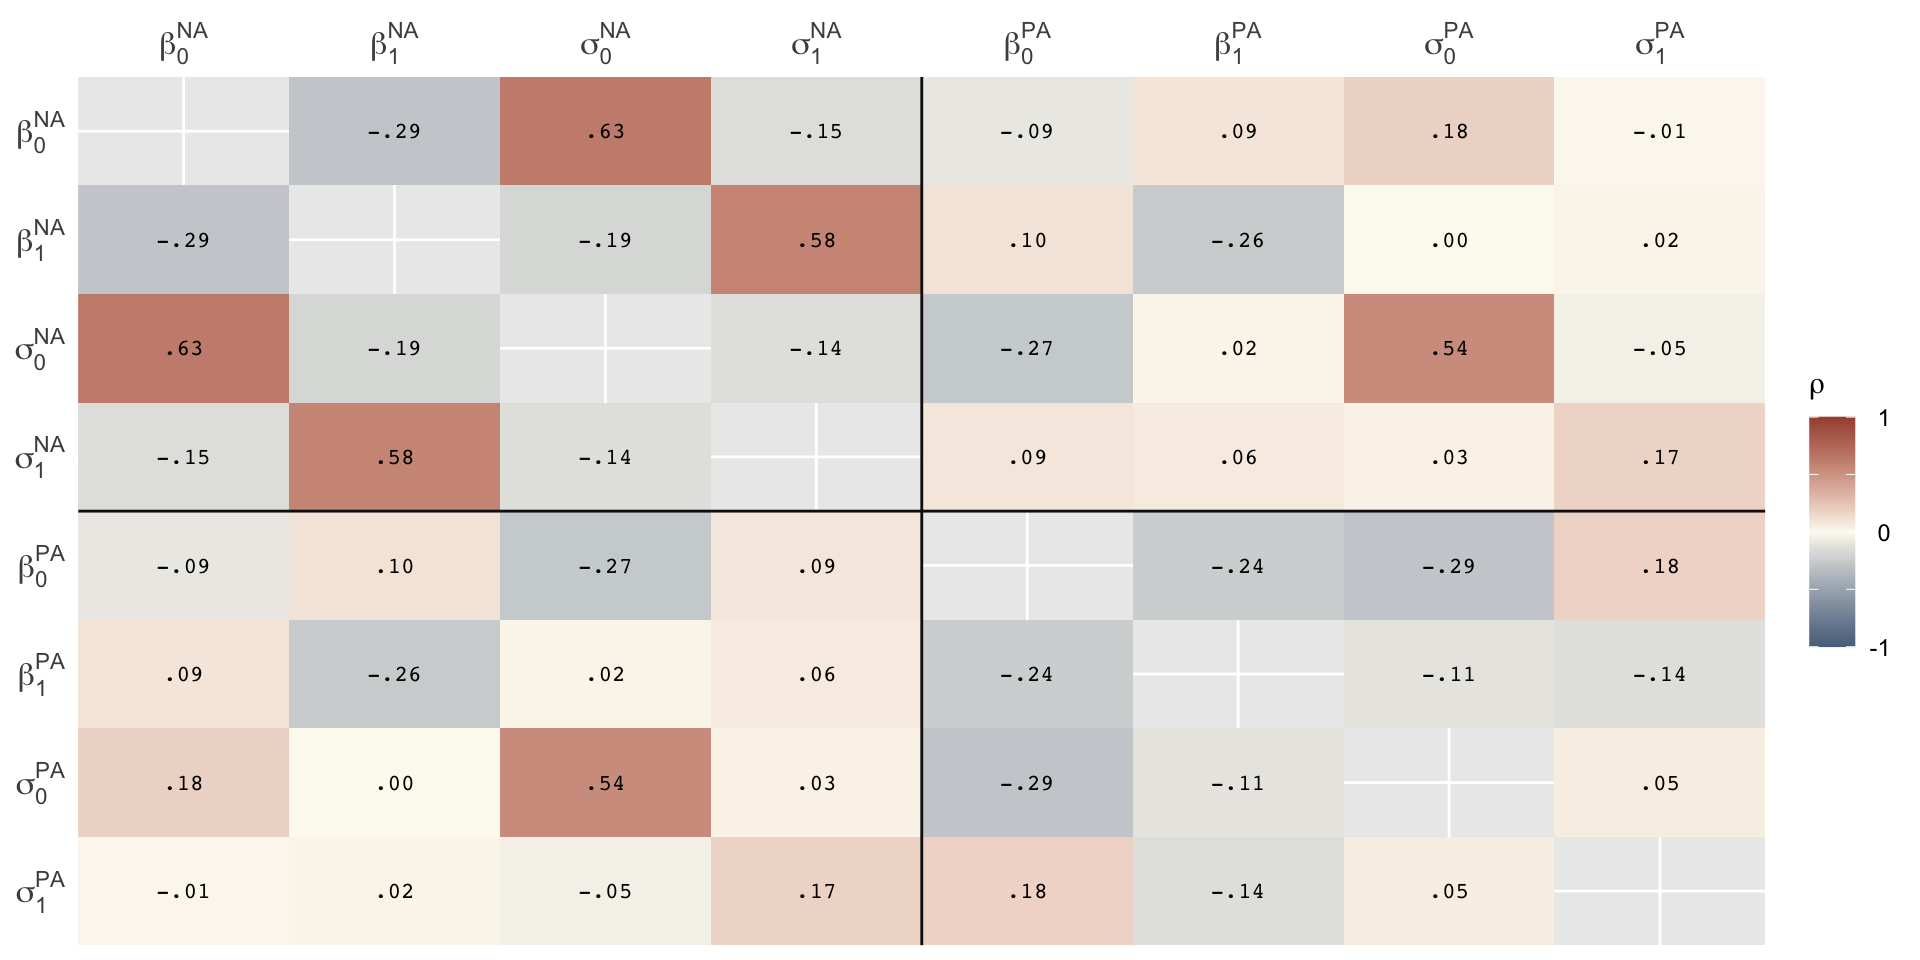 β₀ᴺᴬ β₁ᴺᴬ σ₀ᴺᴬ σ₁ᴺᴬ β₀ᴾᴬ β₁ᴾᴬ σ₀ᴾᴬ σ₁ᴾᴬ
β₀ᴺᴬ -.29 .63 -.15 -.09 .09 .18 -.01
β₁ᴺᴬ -.29 -.19 .58 .10 -.26 .00 .02
σ₀ᴺᴬ .63 -.19 -.14 -.27 .02 .54 -.05
σ₁ᴺᴬ -.15 .58 -.14 .09 .06 .03 .17
β₀ᴾᴬ -.09 .10 -.27 .09 -.24 -.29 .18
β₁ᴾᴬ .09 -.26 .02 .06 -.24 -.11 -.14
σ₀ᴾᴬ .18 .00 .54 .03 -.29 -.11 .05
σ₁ᴾᴬ -.01 .02 -.05 .17 .18 -.14 .05
ρ
1
0
-1